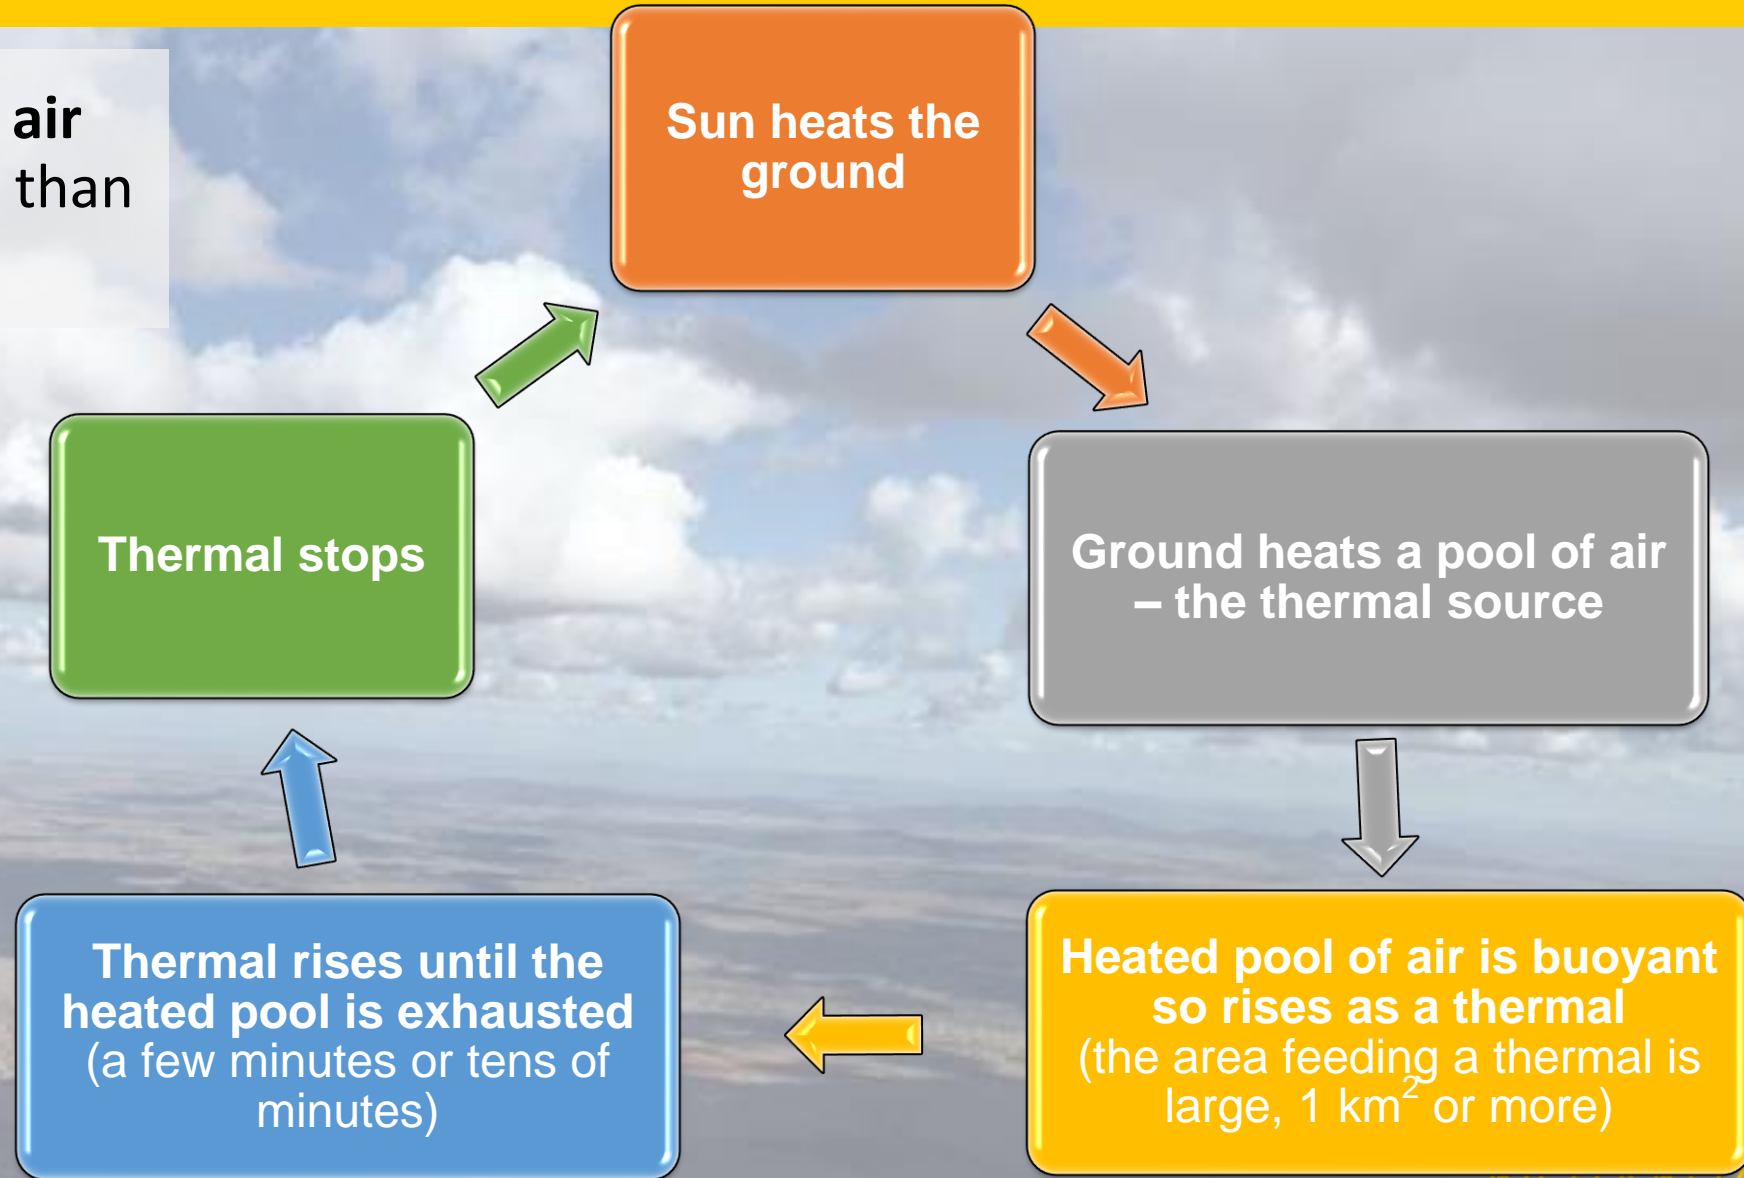 air
than
Sun heats the
ground
Ground heats a pool of air
– the thermal source
Heated pool of air is buoyant
so rises as a thermal
(the area feeding a thermal is
large, 1 km² or more)
Thermal rises until the
heated pool is exhausted
(a few minutes or tens of
minutes)
Thermal stops